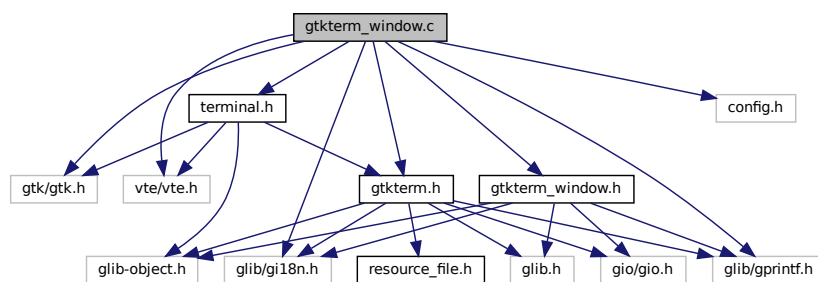 gtkterm_window.c
terminal.h
config.h
gtk/gtk.h
vte/vte.h
gtkterm.h
gtkterm_window.h
glib-object.h
glib/gi18n.h
resource_file.h
glib.h
gio/gio.h
glib/gprintf.h